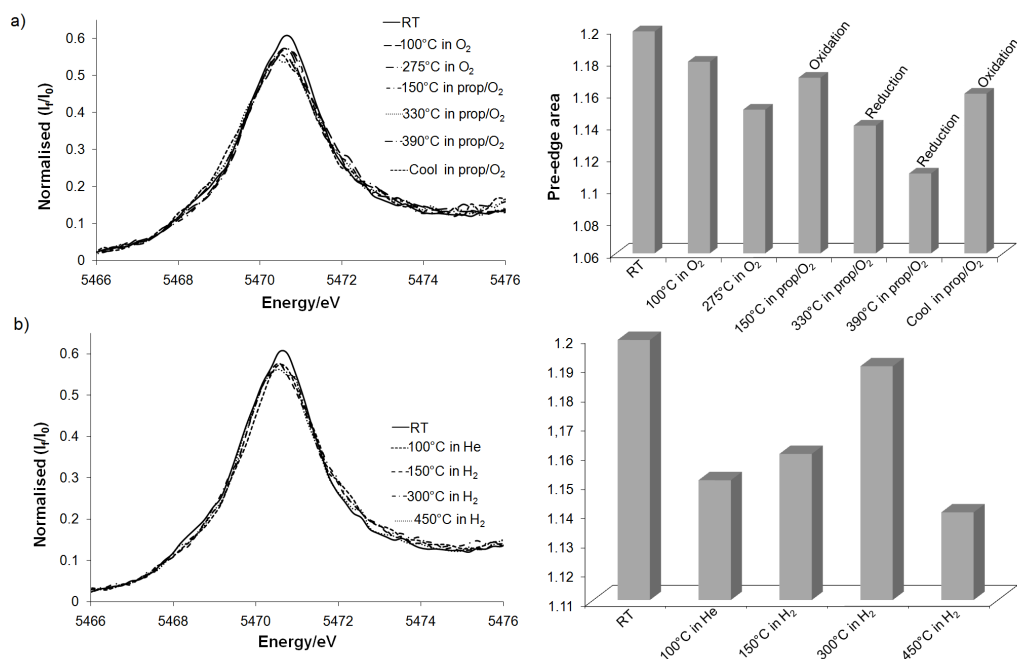 a)
0.6
0.5
0.4
0.3
0.2
0.1
0
Normalised (If/I0)
5466 5468 5470 5472 5474 5476
Energy/eV
RT
100°C in O2
275°C in O2
150°C in prop/O2
330°C in prop/O2
390°C in prop/O2
Cool in prop/O2
1.2
1.18
1.16
1.14
1.12
1.1
1.08
1.06
Pre-edge area
Oxidation
Reduction
Reduction
Oxidation
RT
100°C in O2
275°C in O2
150°C in prop/O2
330°C in prop/O2
390°C in prop/O2
Cool in prop/O2
b)
0.6
0.5
0.4
0.3
0.2
0.1
0
Normalised (If/I0)
5466 5468 5470 5472 5474 5476
Energy/eV
RT
100°C in He
150°C in H2
300°C in H2
450°C in H2
1.2
1.19
1.18
1.17
1.16
1.15
1.14
1.13
1.12
1.11
RT
100°C in He
150°C in H2
300°C in H2
450°C in H2